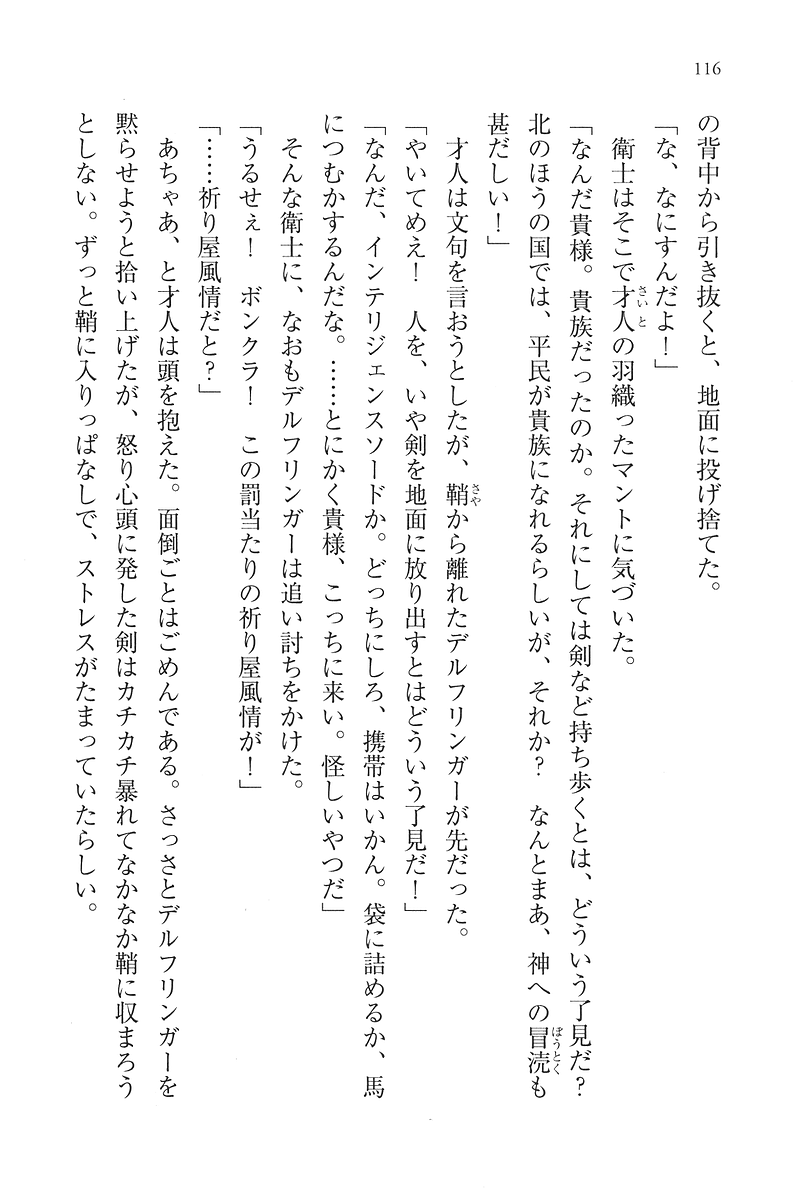 116
の背中から引き抜くと、地面に投げ捨てた。
「な、なにすんだよ！」
　衛士はそこで才人の羽織ったマントに気づいた。
さいと
「なんだ貴様。貴族だったのか。それにしては剣など持ち歩くとは、どういう了見だ？
北のほうの国では、平民が貴族になれるらしいが、それか？　なんとまあ、神への冒涜も
ぼうとく
甚だしい！」
　才人は文句を言おうとしたが、鞘から離れたデルフリンガーが先だった。
さや
「やいてめえ！　人を、いや剣を地面に放り出すとはどういう了見だ！」
「なんだ、インテリジェンスソードか。どっちにしろ、携帯はいかん。袋に詰めるか、馬
につむかするんだな。……とにかく貴様、こっちに来い。怪しいやつだ」
　そんな衛士に、なおもデルフリンガーは追い討ちをかけた。
「うるせぇ！　ボンクラ！　この罰当たりの祈り屋風情が！」
「……祈り屋風情だと？」
　あちゃあ、と才人は頭を抱えた。面倒ごとはごめんである。さっさとデルフリンガーを
黙らせようと拾い上げたが、怒り心頭に発した剣はカチカチ暴れてなかなか鞘に収まろう
としない。ずっと鞘に入りっぱなしで、ストレスがたまっていたらしい。